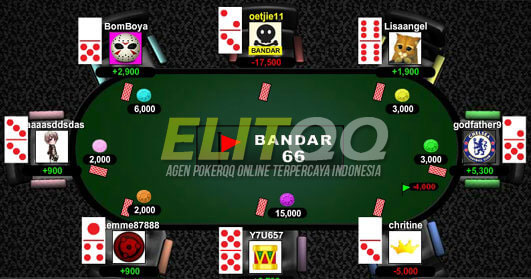 oetjie11
BANDAR
-17,500
BomBoya
+2,900
Lisaangel
+1,900
6,000
3,000
aaaasddsdas
+900
2,000
ELITQQ
BANDAR
66
AGEN POKERQQ ONLINE TERPERCAYA INDONESIA
godfather9
+5,300
3,000
-4,000
2,000
15,000
emme87888
+900
Y7U657
chritine
-5,000